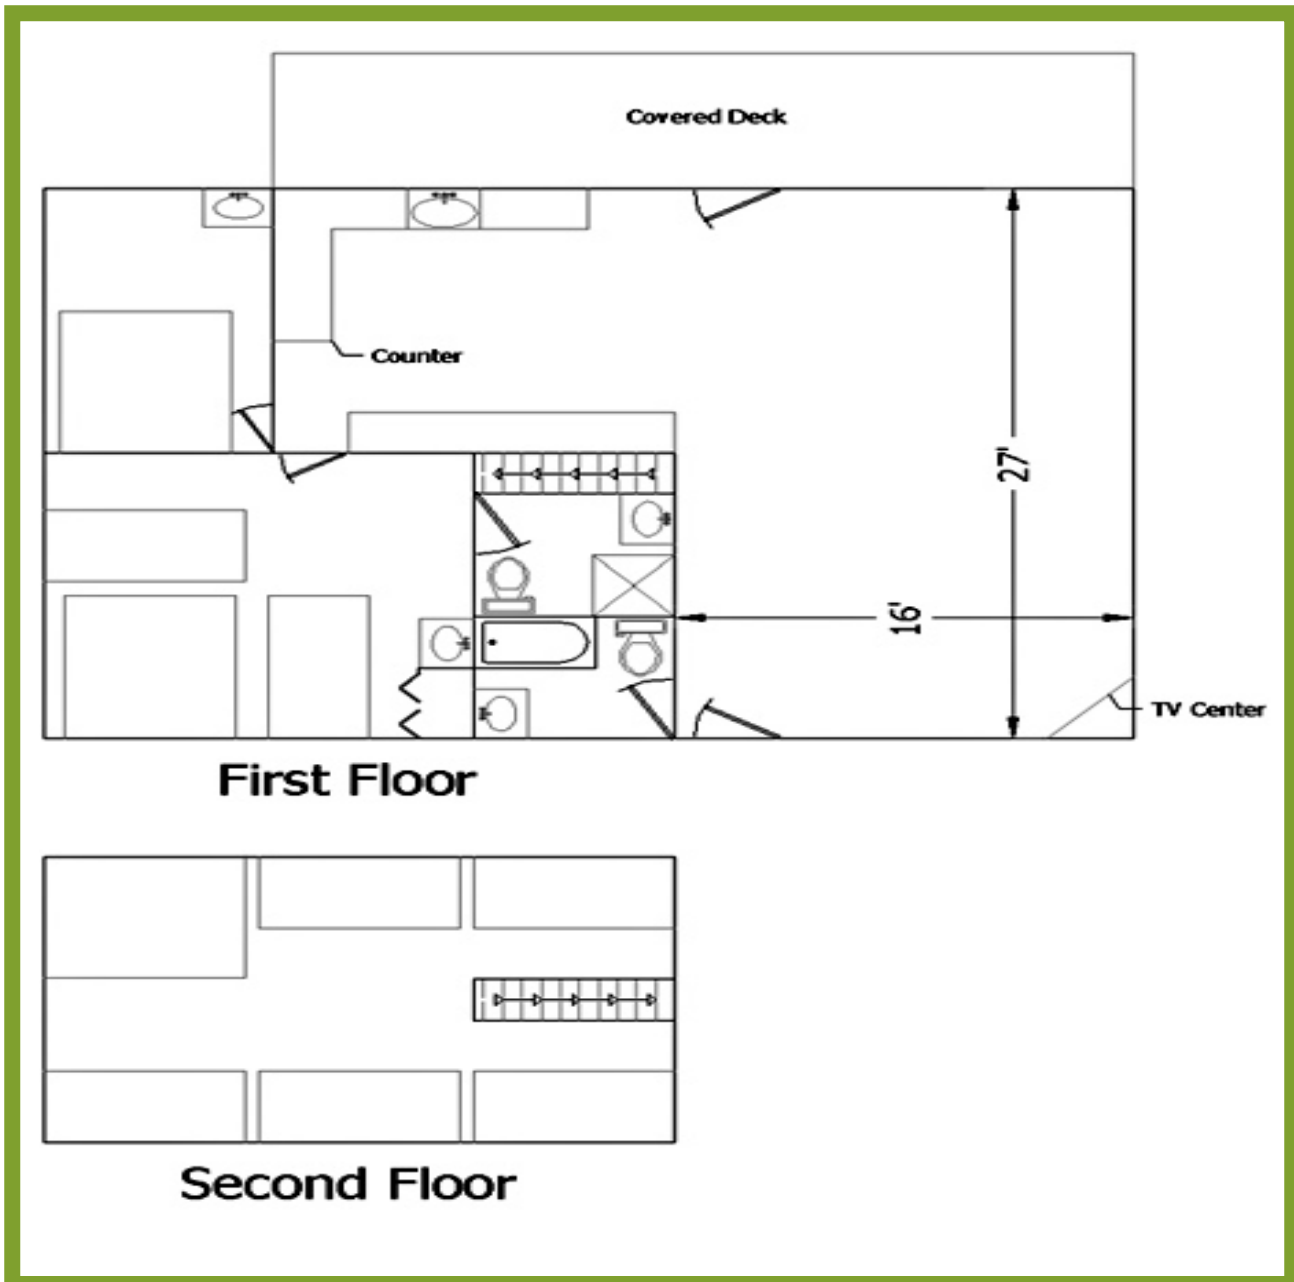 Covered Deck
Counter
27'
16'
TV Center
First Floor
Second Floor